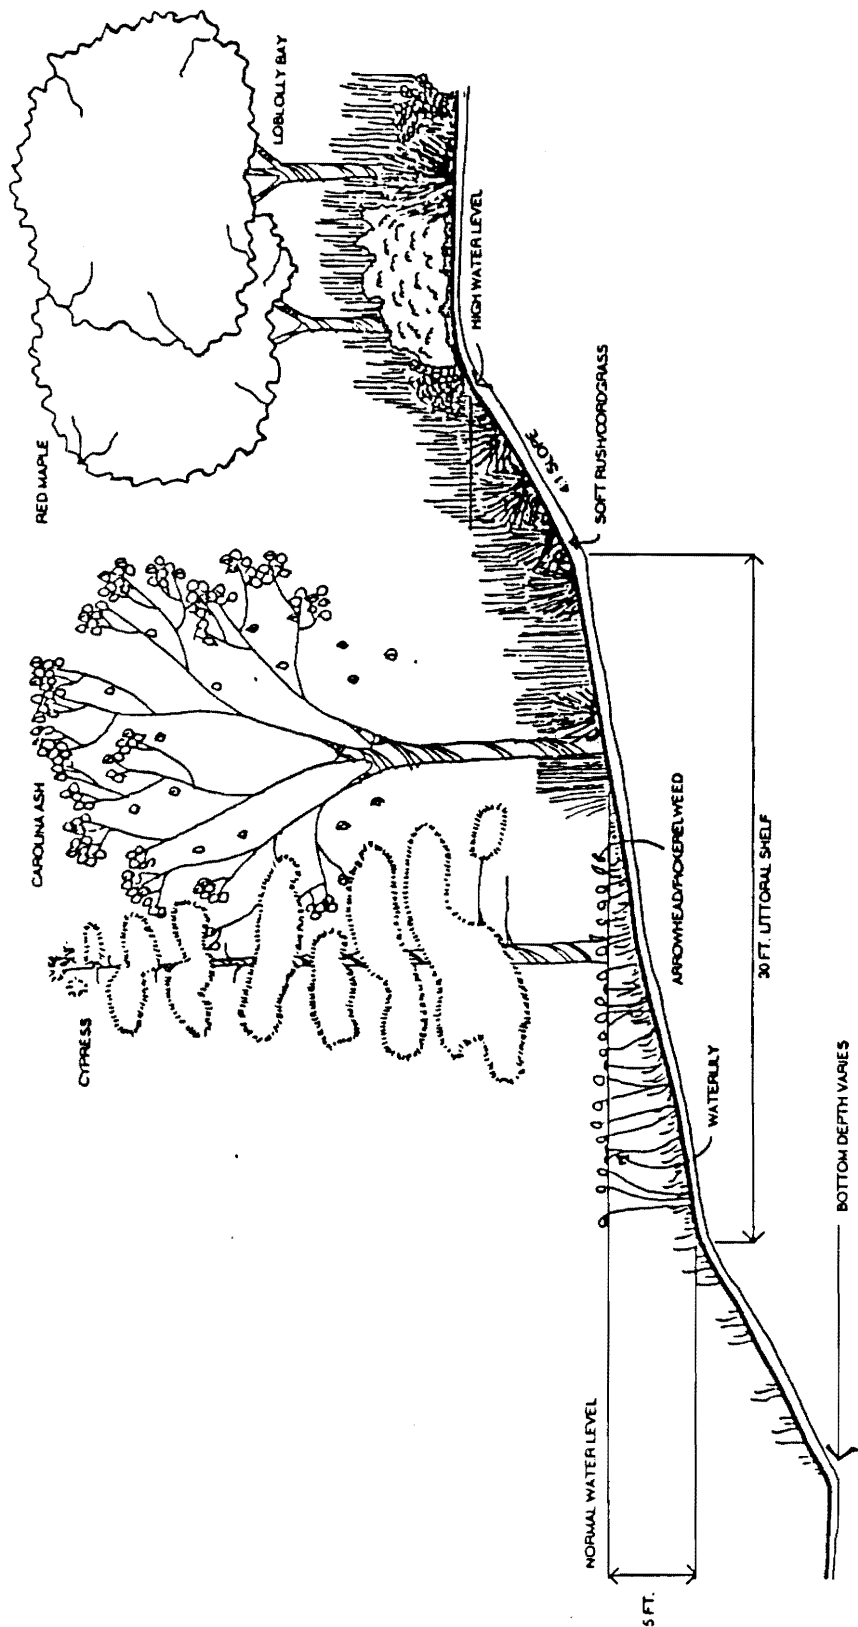 RED MAPLE
LOBLOLLY BAY
CAROLINA ASH
CYPRESS
HIGH WATER LEVEL
4:1 SLOPE
SOFT RUSH/CORDGRASS
ARROWHEAD/PICKERELWEED
30 FT. LITTORAL SHELF
WATERLILY
NORMAL WATER LEVEL
5 FT.
BOTTOM DEPTH VARIES